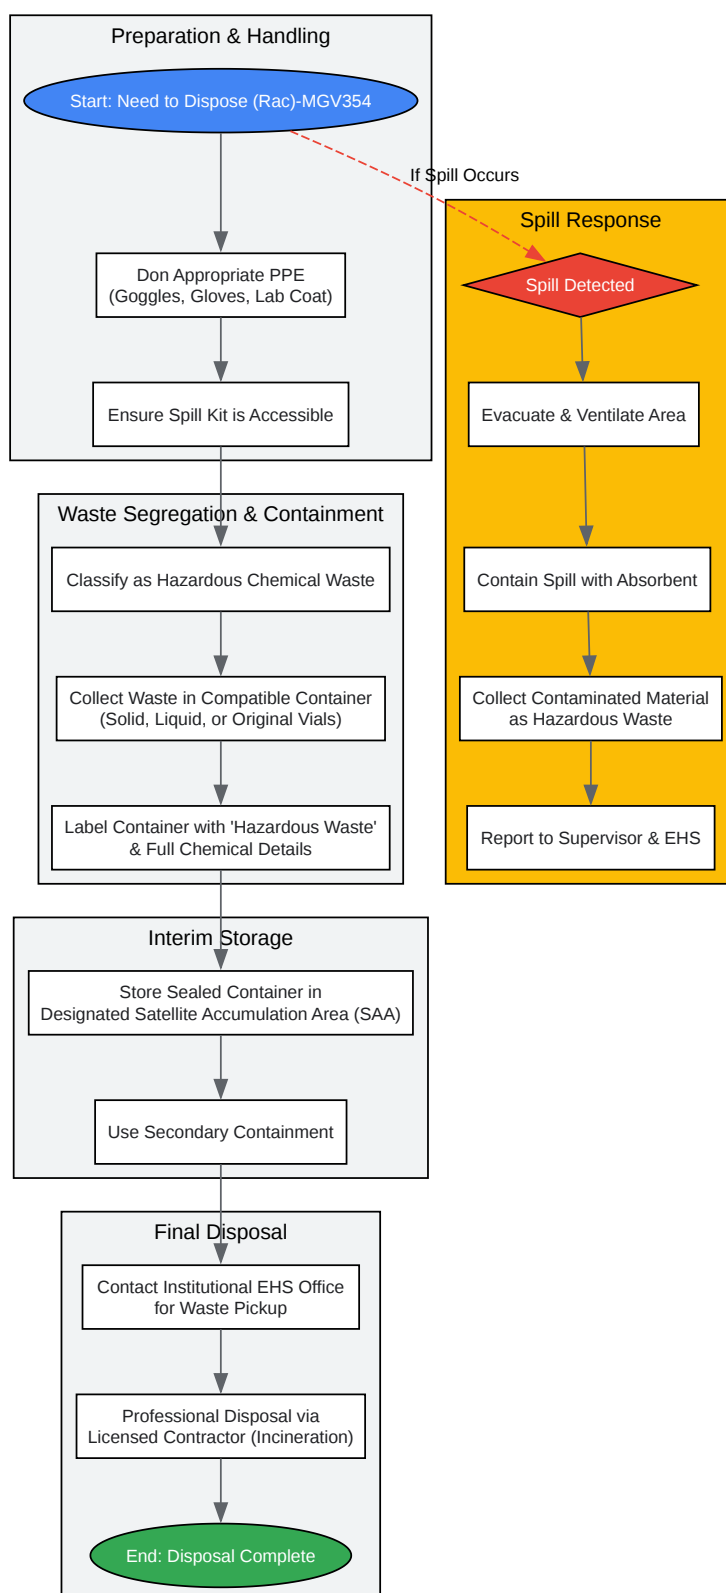 Preparation & Handling
Start: Need to Dispose (Rac)-MGV354
If Spill Occurs
Don Appropriate PPE
(Goggles, Gloves, Lab Coat)
Ensure Spill Kit is Accessible
Spill Response
Spill Detected
Evacuate & Ventilate Area
Contain Spill with Absorbent
Collect Contaminated Material
as Hazardous Waste
Report to Supervisor & EHS
Waste Segregation & Containment
Classify as Hazardous Chemical Waste
Collect Waste in Compatible Container
(Solid, Liquid, or Original Vials)
Label Container with 'Hazardous Waste'
& Full Chemical Details
Interim Storage
Store Sealed Container in
Designated Satellite Accumulation Area (SAA)
Use Secondary Containment
Final Disposal
Contact Institutional EHS Office
for Waste Pickup
Professional Disposal via
Licensed Contractor (Incineration)
End: Disposal Complete